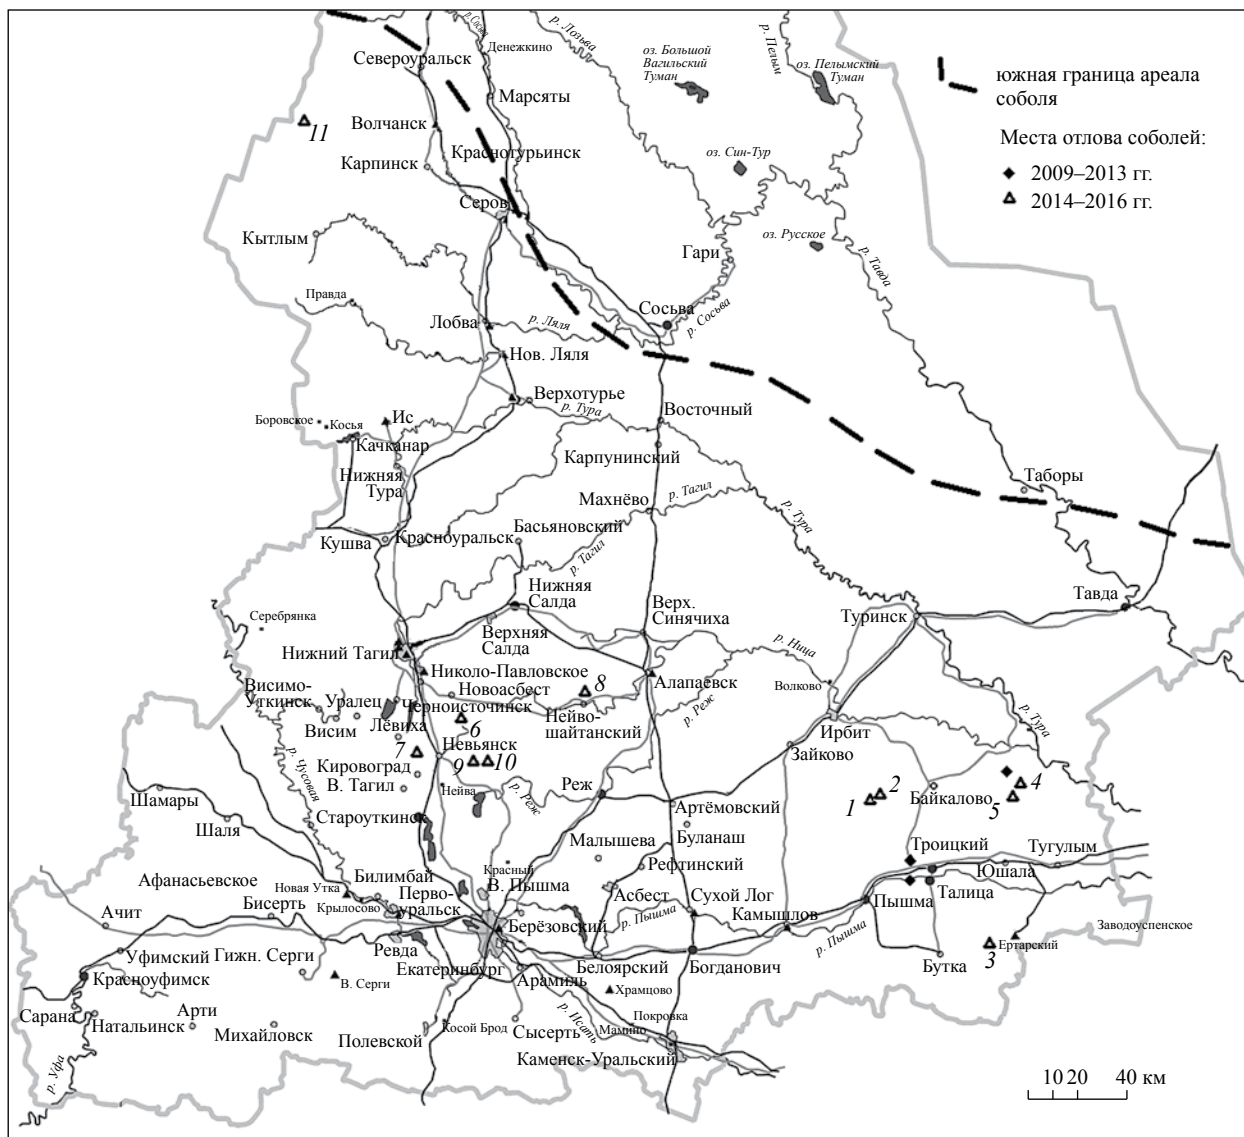 р. Сосьва
Денежкино
р. Лозьва
р. Пелым
Североуральск
оз. Большой
Вагильский
Туман
оз. Пелымский
Туман
южная граница ареала
соболя
Марсяты
11
Волчанск
Места отлова соболей:
Краснотурьинск
оз. Син-Тур
Карпинск
2009–2013 гг.
2014–2016 гг.
Серов
Кытлым
оз. Русское
Гари
р. Тавда
Правда
Сосьва
р. Сосьва
Лобва
р. Ляля
Нов. Ляля
Верхотурье
р. Тура
Восточный
Боровское
Косья
Ис
Качканар
Карпунинский
Нижняя
Тура
Таборы
Махнёво
р. Тагил
р. Тура
Басьяновский
Красноуральск
Кушва
р. Тагил
Нижняя
Салда
Тавда
Серебрянка
Верхняя
Салда
Верх.
Синячиха
Туринск
р. Ница
Нижний Тагил
Николо-Павловское
Алапаевск
Волково
Висимо-
Уткинск
Уралец
Новоасбест
8
Черноисточинск
Нейво-
шайтанский
р. Реж
Висим
Лёвиха
6
р. Тура
Ирбит
7
Невьянск
Зайково
р. Чусовая
9
10
Кировоград
В. Тагил
Нейва
р. Реж
Реж
1
2
Байкалово
4
5
Шамары
Артёмовский
Староуткинск
Шаля
Буланаш
Малышева
Троицкий
Тугулым
Рефтинский
Юшала
Афанасьевское
Билимбай
Красный
В. Пышма
Новая Утка
Перво-
уральск
Асбест
Сухой Лог
Талица
Пышма
Крылосово
Бисерть
р. Пышма
Камышлов
Ачит
Берёзовский
р. Пышма
Заводоуспенское
Ертарский
3
Уфимский
Гижн. Серги
Ревда
Екатеринбург
Белоярский
Богданович
Бутка
Красноуфимск
В. Серги
Арамиль
Храмцово
Сарана
Натальинск
Арти
Михайловск
Полевской
Косой Брод
Сысерть
р. Исать
Мамино
Покровка
Каменск-Уральский
р. Уфа
10 20 40 км